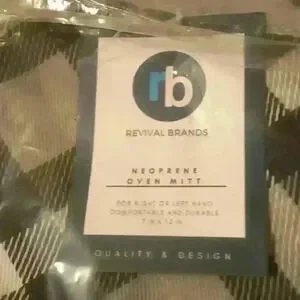 rb
REVIVAL BRANDS
NEOPRENE
OVEN MITT
FOR RIGHT OR LEFT HAND
COMFORTABLE AND DURABLE
7 IN X 12 IN
QUALITY & DESIGN